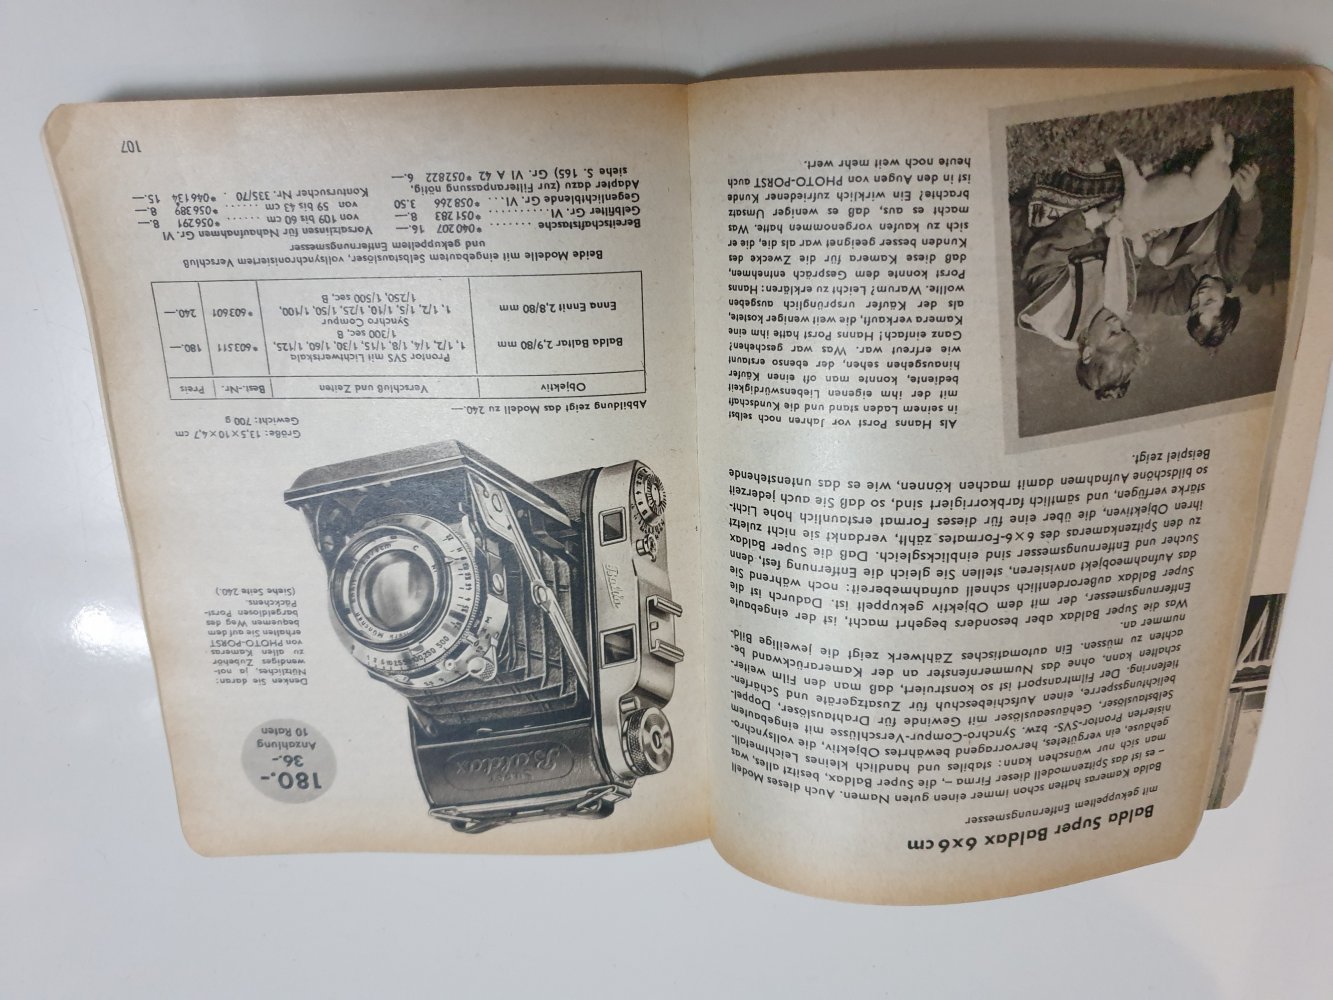 Balda Super Baldax 6x6 cm
mit gekuppeltem Entfernungsmesser
Balda Kameras hatten schon immer einen guten Namen. Auch dieses Modell
– es ist das Spitzenmodell dieser Firma –, die Super Baldax, besitzt alles, was
man sich nur wünschen kann: stabiles und handlich kleines Leichtmetall-
gehäuse, ein vergütetes, hervorragend bewährtes Objektiv, die vollsynchro-
nisierten Prontor-SVS- bzw. Synchro-Compur-Verschlüsse mit eingebautem
Selbstauslöser, Gehäuseauslöser mit Gewinde für Drahtauslöser, Doppel-
belichtungssperre, einen Aufschiebeschuh für Zusatzgeräte und Schärfen-
tiefenring. Der Filmtransport ist so konstruiert, daß man den Film weiter-
schalten kann, ohne das Nummernfenster an der Kamerarückwand be-
achten zu müssen. Ein automatisches Zählwerk zeigt die jeweilige Bild-
nummer an.
Was die Super Baldax aber besonders begehrt macht, ist der eingebaute
Entfernungsmesser, der mit dem Objektiv gekuppelt ist. Dadurch ist die
Super Baldax außerordentlich schnell aufnahmebereit: noch während Sie
das Aufnahmeobjekt anvisieren, stellen Sie gleich die Entfernung fest, denn
Sucher und Entfernungsmesser sind einblicksgleich. Daß die Super Baldax
zu den Spitzenkameras des 6×6-Formates zählt, verdankt sie nicht zuletzt
ihren Objektiven, die über eine für dieses Format erstaunlich hohe Licht-
stärke verfügen, und sämtlich farbkorrigiert sind, so daß Sie auch jederzeit
so bildschöne Aufnahmen damit machen können, wie es das untenstehende
Beispiel zeigt.
Als Hanns Porst vor Jahren noch selbst
in seinem Laden stand und die Kundschaft
mit der ihm eigenen Liebenswürdigkeit
bediente, konnte man oft einen Käufer
hinausgehen sehen, der ebenso erstaunt
wie erfreut war. Was war geschehen?
Ganz einfach! Hanns Porst hatte ihm eine
Kamera verkauft, die weit weniger kostete,
als der Käufer ursprünglich ausgeben
wollte. Warum? Leicht zu erklären: Hanns
Porst konnte dem Gespräch entnehmen,
daß diese Kamera für die Zwecke des
Kunden besser geeignet war als die, die er
sich zu kaufen vorgenommen hatte. Was
macht es aus, daß es weniger Umsatz
brachte? Ein wirklich zufriedener Kunde
ist in den Augen von PHOTO-PORST auch
heute noch weit mehr wert.
180.-
Anzahlung
36.-
10 Raten
Denken Sie daran:
Nützliches, ja not-
wendiges Zubehör
zu allen Kameras
von PHOTO-PORST
erhalten Sie auf dem
bequemen Weg des
bargeldlosen Porst-
Päckchens.
(Siehe Seite 240.)
Super
Baldax
Balda
Größe: 13,5×10×4,7 cm
Gewicht: 700 g
Abbildung zeigt das Modell zu 240.—
Objektiv Verschluß und Zeiten Best.-Nr. Preis
Balda Baltar 2,9/80 mm Prontor SVS mit Lichtwertskala *603511 180.—
1, 1/2, 1/4, 1/8, 1/15, 1/30, 1/60, 1/125,
1/300 sec, B
Enna Ennit 2,8/80 mm Synchro Compur *603601 240.—
1, 1/2, 1/5, 1/10, 1/25, 1/50, 1/100,
1/250, 1/500 sec, B
Beide Modelle mit eingebautem Selbstauslöser, vollsynchronisiertem Verschluß
und gekuppeltem Entfernungsmesser
Bereitschaftstasche ........ *040207 16.—
Gelbfilter Gr. VI .......... *051283 8.—
Gegenlichtblende Gr. VI... *058266 3.50
Adapter dazu (zur Filteranpassung nötig,
siehe S. 165) Gr. VI A 42 *052822 6.—
Vorsatzlinsen für Nahaufnahmen Gr. VI
von 109 bis 60 cm ...... *056291 8.—
von 59 bis 43 cm ...... *056389 8.—
Kontursucher Nr. 335/70 . *046134 15.—
107